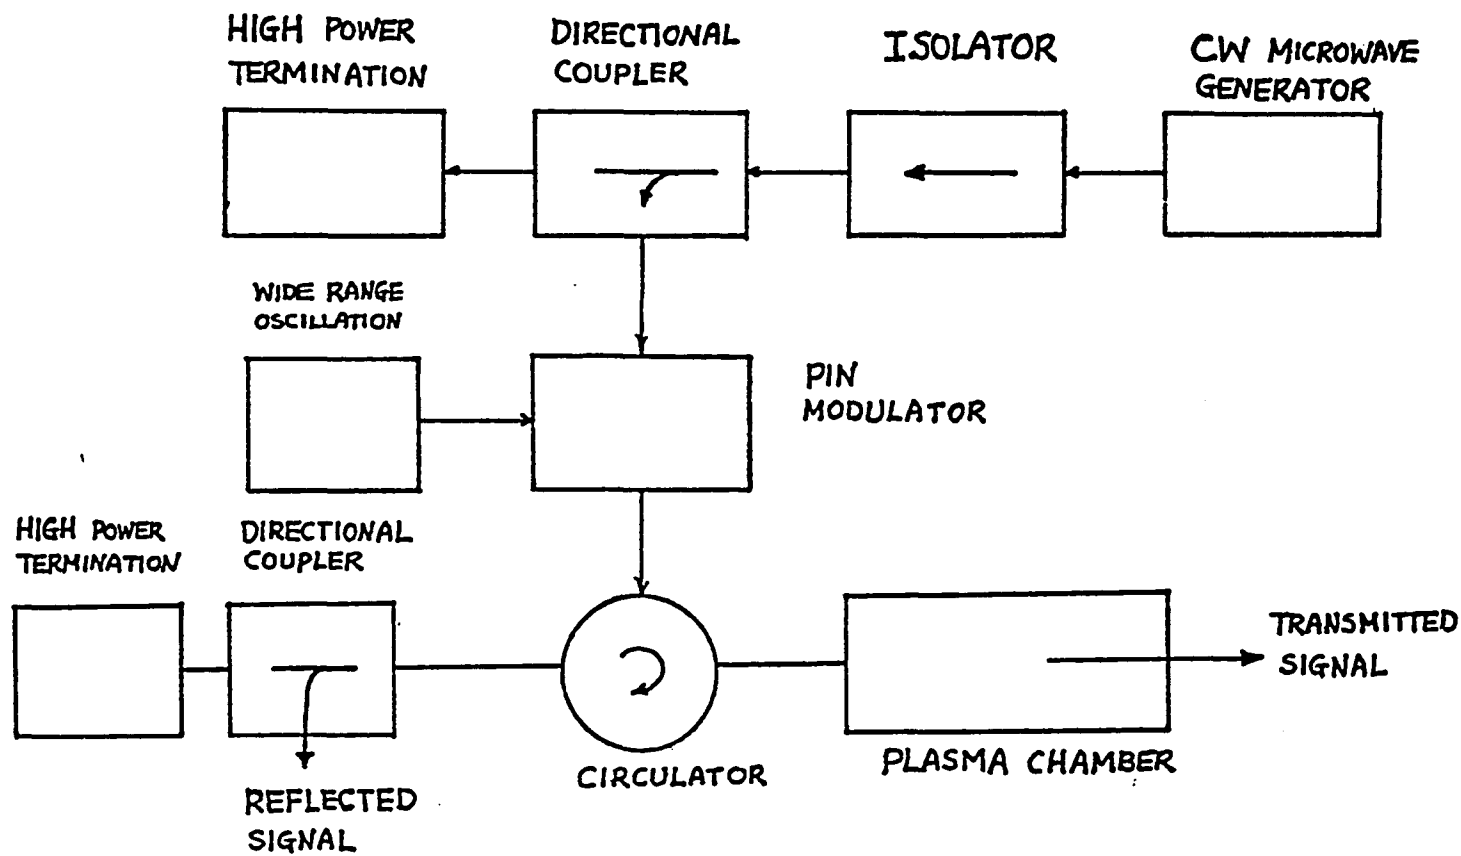 HIGH POWER
TERMINATION
DIRECTIONAL
COUPLER
ISOLATOR
CW MICROWAVE
GENERATOR
WIDE RANGE
OSCILLATION
PIN
MODULATOR
HIGH POWER
TERMINATION
DIRECTIONAL
COUPLER
TRANSMITTED
SIGNAL
CIRCULATOR
PLASMA CHAMBER
REFLECTED
SIGNAL